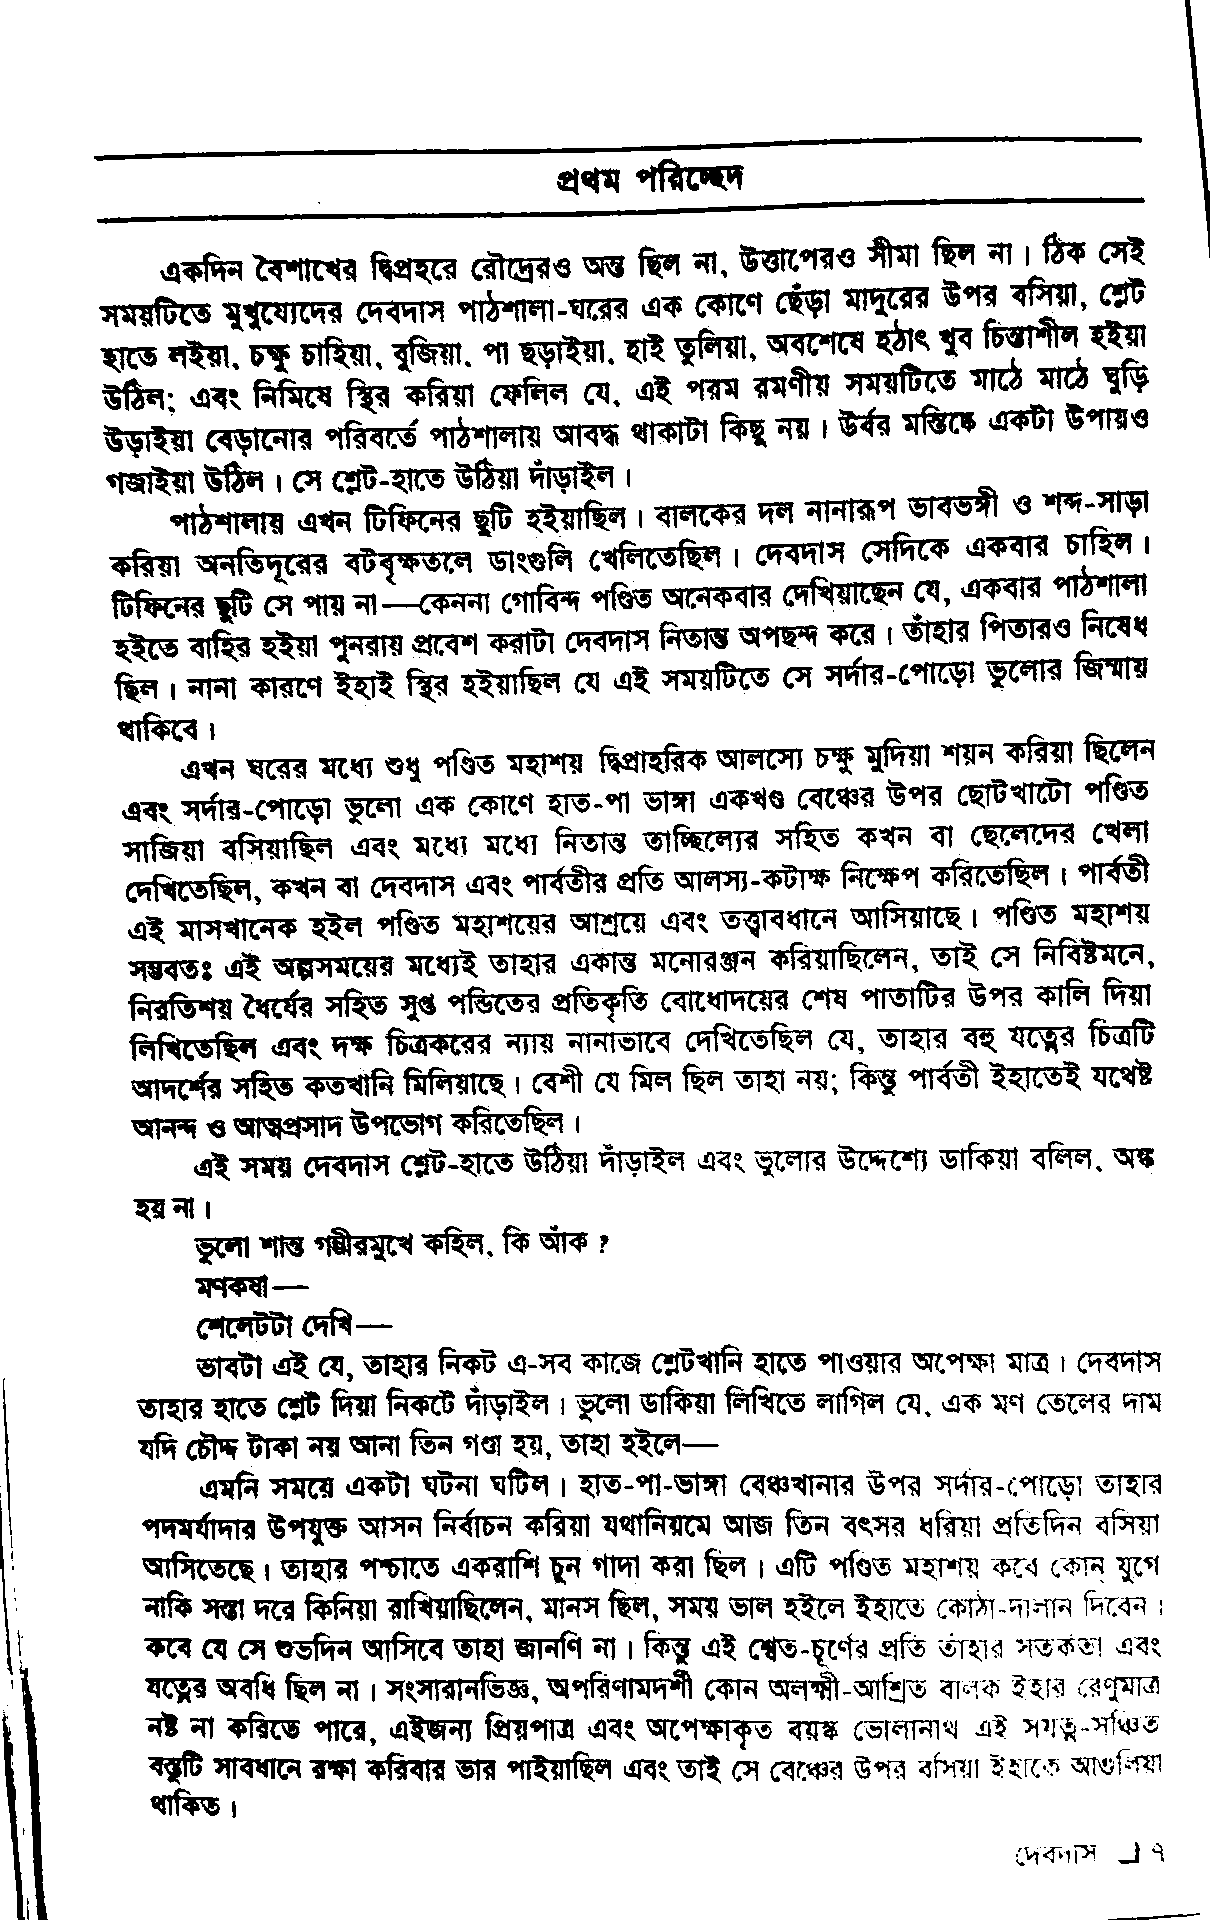 প্রথম পরিচ্ছেদ
একদিন বৈশাখের দ্বিপ্রহরে রৌদ্রেরও অন্ত ছিল না, উত্তাপেরও সীমা ছিল না। ঠিক সেই
সময়টিতে মুখুয্যেদের দেবদাস পাঠশালা-ঘরের এক কোণে ছেঁড়া মাদুরের উপর বসিয়া, শ্লেট
হাতে লইয়া, চক্ষু চাহিয়া, বুজিয়া, পা ছড়াইয়া, হাই তুলিয়া, অবশেষে হঠাৎ খুব চিন্তাশীল হইয়া
উঠিল; এবং নিমিষে স্থির করিয়া ফেলিল যে, এই পরম রমণীয় সময়টিতে মাঠে মাঠে ঘুড়ি
উড়াইয়া বেড়ানোর পরিবর্তে পাঠশালায় আবদ্ধ থাকাটা কিছু নয়। উর্বর মস্তিষ্কে একটা উপায়ও
গজাইয়া উঠিল। সে শ্লেট-হাতে উঠিয়া দাঁড়াইল।
পাঠশালায় এখন টিফিনের ছুটি হইয়াছিল। বালকের দল নানারূপ ভাবভঙ্গী ও শব্দ-সাড়া
করিয়া অনতিদূরের বটবৃক্ষতলে ডাংগুলি খেলিতেছিল। দেবদাস সেদিকে একবার চাহিল।
টিফিনের ছুটি সে পায় না—কেননা গোবিন্দ পণ্ডিত অনেকবার দেখিয়াছেন যে, একবার পাঠশালা
হইতে বাহির হইয়া পুনরায় প্রবেশ করাটা দেবদাস নিতান্ত অপছন্দ করে। তাঁহার পিতারও নিষেধ
ছিল। নানা কারণে ইহাই স্থির হইয়াছিল যে এই সময়টিতে সে সর্দার-পোড়ো ভুলোর জিম্মায়
থাকিবে।
এখন ঘরের মধ্যে শুধু পণ্ডিত মহাশয় দ্বিপ্রাহরিক আলস্যে চক্ষু মুদিয়া শয়ন করিয়া ছিলেন
এবং সর্দার-পোড়ো ভুলো এক কোণে হাত-পা ভাঙ্গা একখণ্ড বেঞ্চের উপর ছোটখাটো পণ্ডিত
সাজিয়া বসিয়াছিল এবং মধ্যে মধ্যে নিতান্ত তাচ্ছিল্যের সহিত কখন বা ছেলেদের খেলা
দেখিতেছিল, কখন বা দেবদাস এবং পার্বতীর প্রতি আলস্য-কটাক্ষ নিক্ষেপ করিতেছিল। পার্বতী
এই মাসখানেক হইল পণ্ডিত মহাশয়ের আশ্রয়ে এবং তত্ত্বাবধানে আসিয়াছে। পণ্ডিত মহাশয়
সম্ভবতঃ এই অল্পসময়ের মধ্যেই তাহার একান্ত মনোরঞ্জন করিয়াছিলেন, তাই সে নিবিষ্টমনে,
নিরতিশয় ধৈর্যের সহিত সুপ্ত পন্ডিতের প্রতিকৃতি বোধোদয়ের শেষ পাতাটির উপর কালি দিয়া
লিখিতেছিল এবং দক্ষ চিত্রকরের ন্যায় নানাভাবে দেখিতেছিল যে, তাহার বহু যত্নের চিত্রটি
আদর্শের সহিত কতখানি মিলিয়াছে। বেশী যে মিল ছিল তাহা নয়; কিন্তু পার্বতী ইহাতেই যথেষ্ট
আনন্দ ও আত্মপ্রসাদ উপভোগ করিতেছিল।
এই সময় দেবদাস শ্লেট-হাতে উঠিয়া দাঁড়াইল এবং ভুলোর উদ্দেশ্যে ডাকিয়া বলিল, অঙ্ক
হয় না।
ভুলো শান্ত গম্ভীরমুখে কহিল, কি আঁক ?
মণকষা—
শেলেটটা দেখি—
ভাবটা এই যে, তাহার নিকট এ-সব কাজে শ্লেটখানি হাতে পাওয়ার অপেক্ষা মাত্র। দেবদাস
তাহার হাতে শ্লেট দিয়া নিকটে দাঁড়াইল। ভুলো ডাকিয়া লিখিতে লাগিল যে, এক মণ তেলের দাম
যদি চৌদ্দ টাকা নয় আনা তিন গণ্ডা হয়, তাহা হইলে—
এমনি সময়ে একটা ঘটনা ঘটিল। হাত-পা-ভাঙ্গা বেঞ্চখানার উপর সর্দার-পোড়ো তাহার
পদমর্যাদার উপযুক্ত আসন নির্বাচন করিয়া যথানিয়মে আজ তিন বৎসর ধরিয়া প্রতিদিন বসিয়া
আসিতেছে। তাহার পশ্চাতে একরাশি চুন গাদা করা ছিল। এটি পণ্ডিত মহাশয় কবে কোন্ যুগে
নাকি সস্তা দরে কিনিয়া রাখিয়াছিলেন, মানস ছিল, সময় ভাল হইলে ইহাতে কোঠা-দালান দিবেন।
কবে যে সে শুভদিন আসিবে তাহা জানণি না। কিন্তু এই শ্বেত-চূর্ণের প্রতি তাঁহার সতর্কতা এবং
যত্নের অবধি ছিল না। সংসারানভিজ্ঞ, অপরিণামদর্শী কোন অলক্ষ্মী-আশ্রিত বালক ইহার রেণুমাত্র
নষ্ট না করিতে পারে, এইজন্য প্রিয়পাত্র এবং অপেক্ষাকৃত বয়স্ক ভোলানাথ এই সযত্ন-সঞ্চিত
বস্তুটি সাবধানে রক্ষা করিবার ভার পাইয়াছিল এবং তাই সে বেঞ্চের উপর বসিয়া ইহাকে আগুলিয়া
থাকিত।
দেবদাস ৭